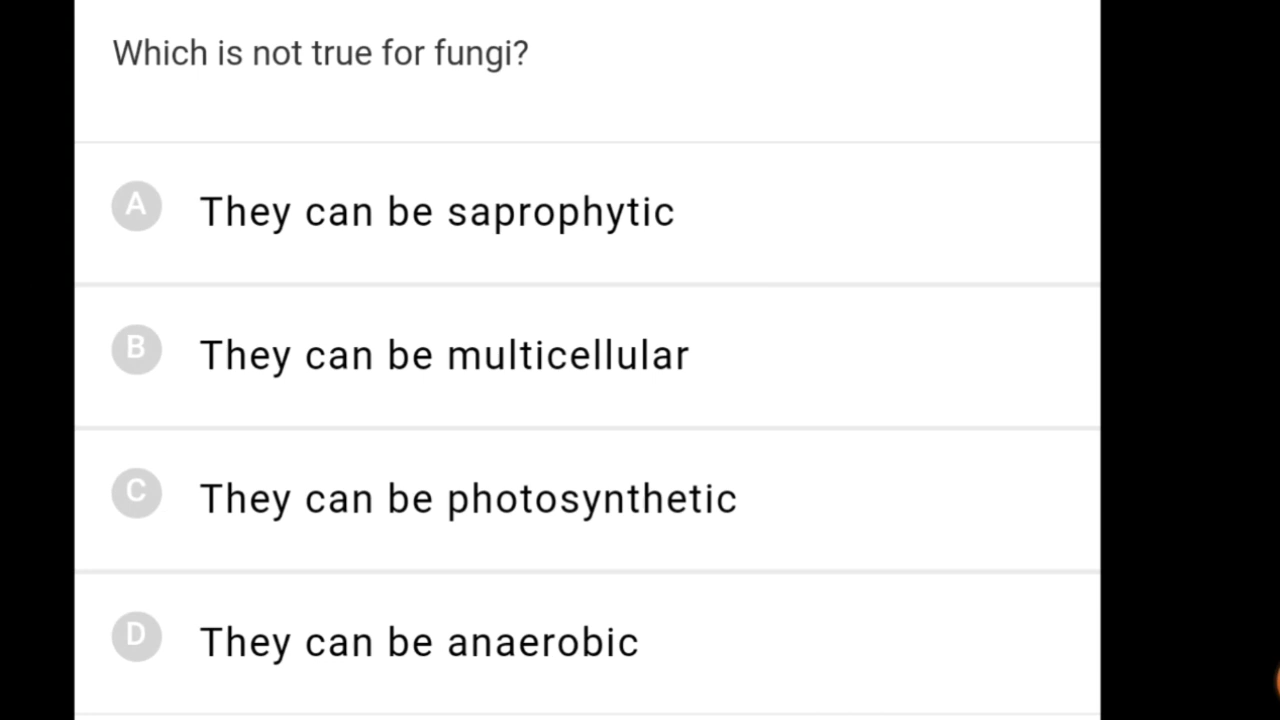 Which is not true for fungi?
A They can be saprophytic
B They can be multicellular
C They can be photosynthetic
D They can be anaerobic